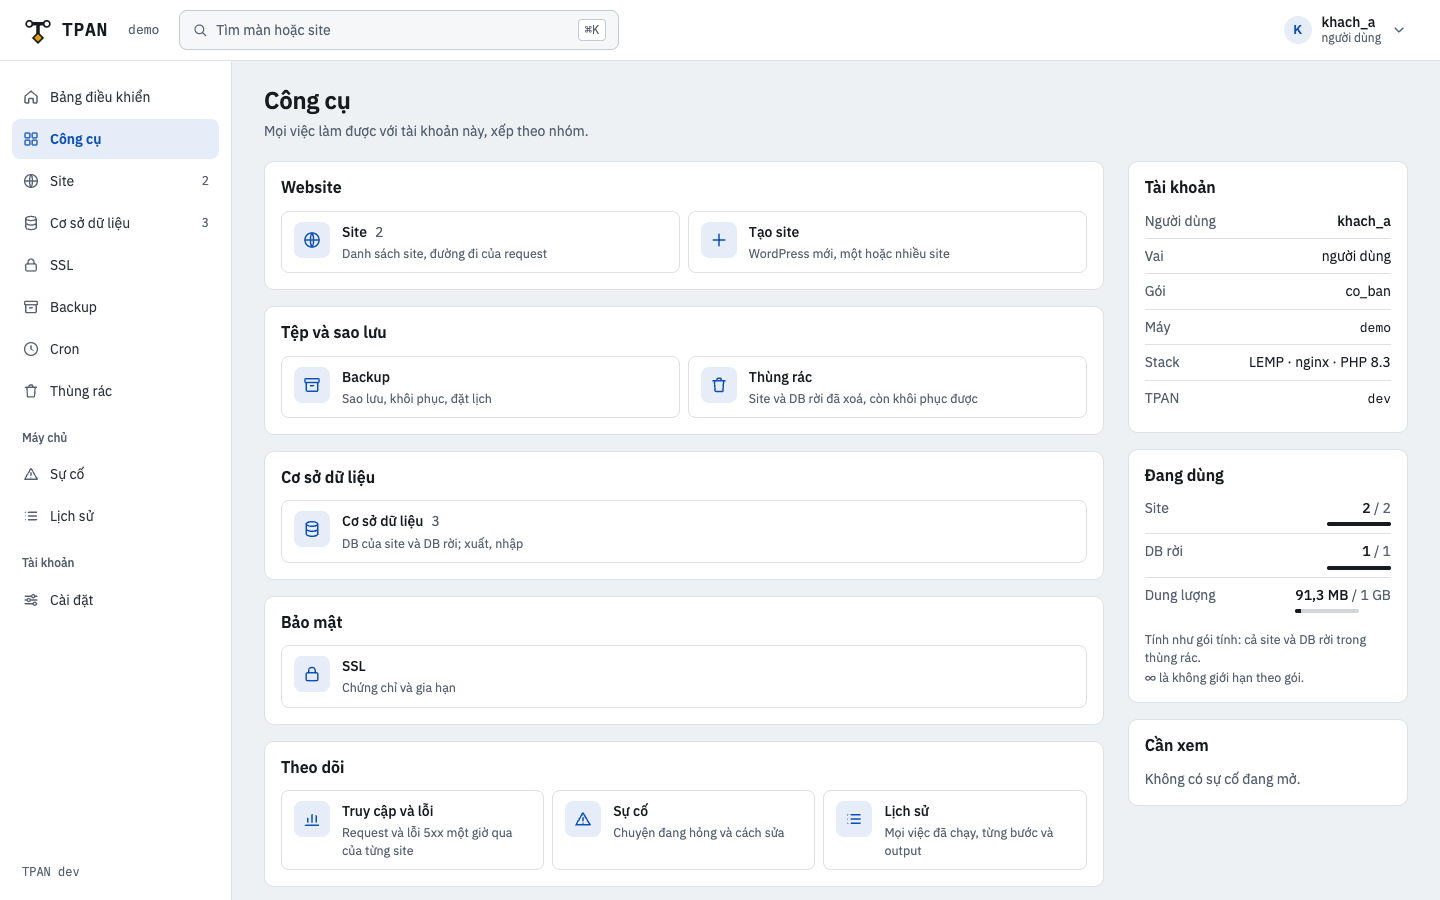 TPAN
demo
Tìm màn hoặc site
⌘K
K
khach_a
người dùng
Bảng điều khiển
Công cụ
Site 2
Cơ sở dữ liệu 3
SSL
Backup
Cron
Thùng rác
Máy chủ
Sự cố
Lịch sử
Tài khoản
Cài đặt
TPAN dev
Công cụ
Mọi việc làm được với tài khoản này, xếp theo nhóm.
Website
Site 2
Danh sách site, đường đi của request
Tạo site
WordPress mới, một hoặc nhiều site
Tệp và sao lưu
Backup
Sao lưu, khôi phục, đặt lịch
Thùng rác
Site và DB rời đã xoá, còn khôi phục được
Cơ sở dữ liệu
Cơ sở dữ liệu 3
DB của site và DB rời; xuất, nhập
Bảo mật
SSL
Chứng chỉ và gia hạn
Theo dõi
Truy cập và lỗi
Request và lỗi 5xx một giờ qua
của từng site
Sự cố
Chuyện đang hỏng và cách sửa
Lịch sử
Mọi việc đã chạy, từng bước và
output
Tài khoản
Người dùng khach_a
Vai người dùng
Gói co_ban
Máy demo
Stack LEMP · nginx · PHP 8.3
TPAN dev
Đang dùng
Site 2 / 2
DB rời 1 / 1
Dung lượng 91,3 MB / 1 GB
Tính như gói tính: cả site và DB rời trong
thùng rác.
∞ là không giới hạn theo gói.
Cần xem
Không có sự cố đang mở.